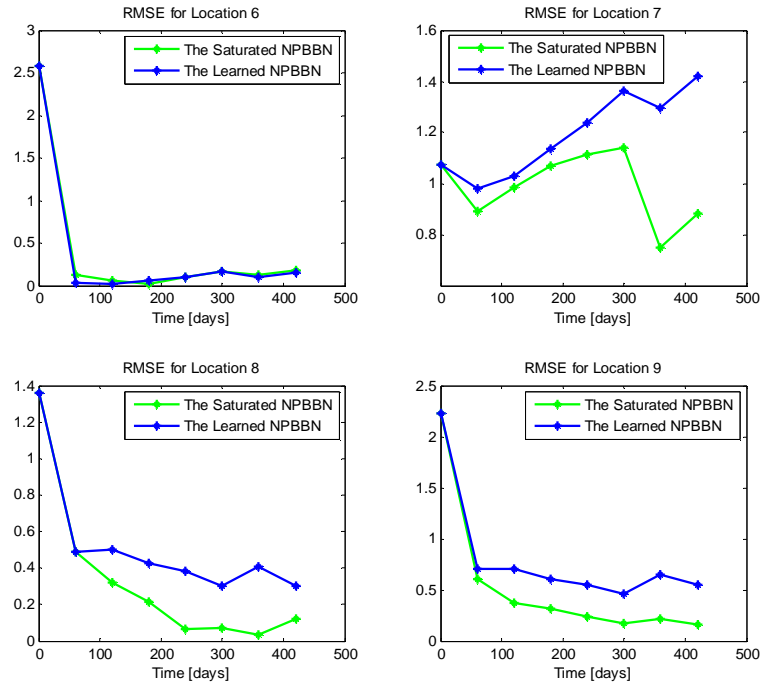 RMSE for Location 6
3
2.5
2
1.5
1
0.5
0
0 100 200 300 400 500
Time [days]
The Saturated NPBBN
The Learned NPBBN
RMSE for Location 7
1.6
1.4
1.2
1
0.8
0 100 200 300 400 500
Time [days]
The Saturated NPBBN
The Learned NPBBN
RMSE for Location 8
1.4
1.2
1
0.8
0.6
0.4
0.2
0
0 100 200 300 400 500
Time [days]
The Saturated NPBBN
The Learned NPBBN
RMSE for Location 9
2.5
2
1.5
1
0.5
0
0 100 200 300 400 500
Time [days]
The Saturated NPBBN
The Learned NPBBN